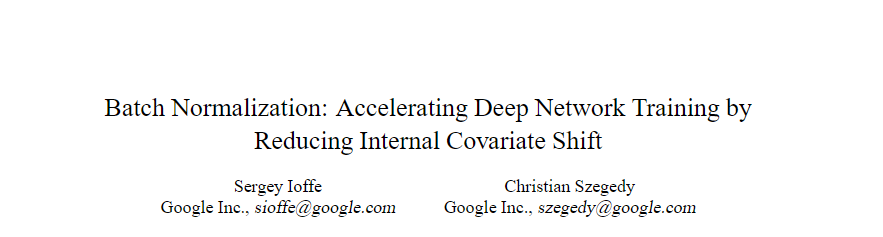 Batch Normalization: Accelerating Deep Network Training by
Reducing Internal Covariate Shift
Sergey Ioffe
Google Inc., sioffe@google.com
Christian Szegedy
Google Inc., szegedy@google.com